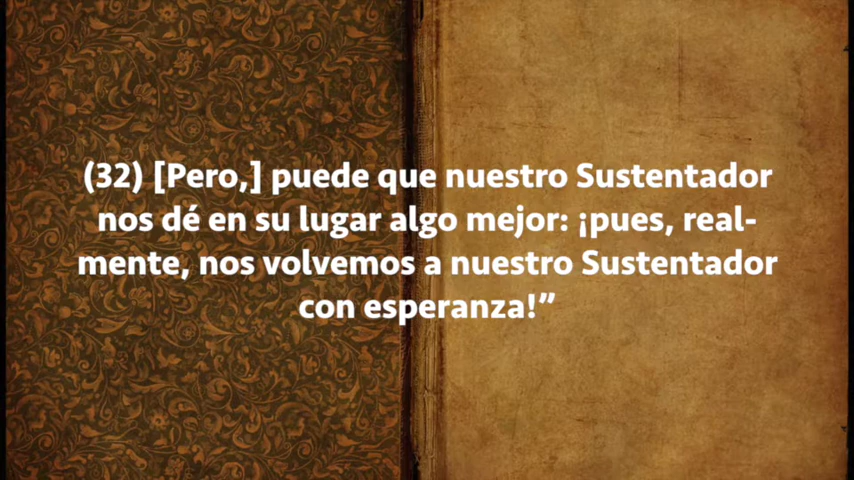 (32) [Pero,] puede que nuestro Sustentador
nos dé en su lugar algo mejor: ¡pues, real-
mente, nos volvemos a nuestro Sustentador
con esperanza!”